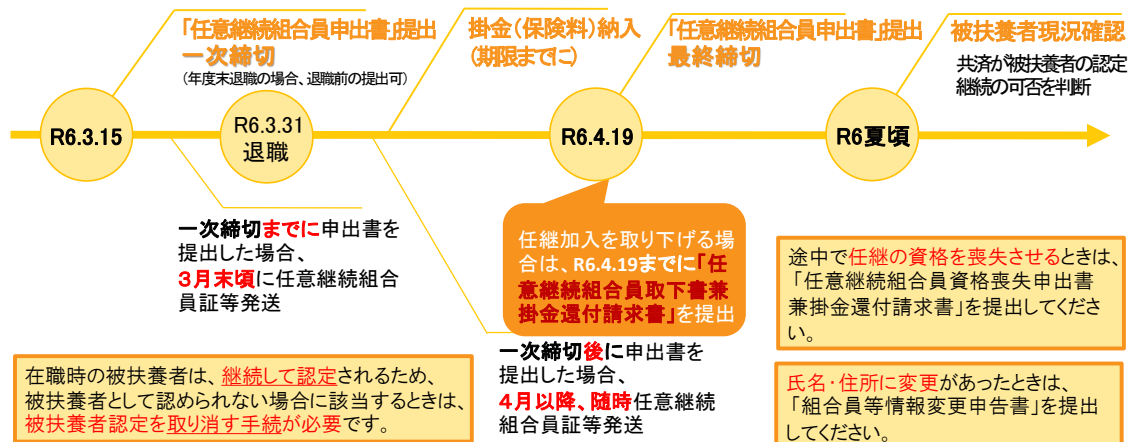 「任意継続組合員申出書」提出
一次締切
(年度末退職の場合、退職前の提出可)
掛金(保険料)納入
(期限までに)
「任意継続組合員申出書」提出
最終締切
被扶養者現況確認
共済が被扶養者の認定
継続の可否を判断
R6.3.15
R6.3.31
退職
R6.4.19
R6夏頃
一次締切までに申出書を
提出した場合、
3月末頃に任意継続組合
員証等発送
任継加入を取り下げる場
合は、R6.4.19までに「任
意継続組合員取下書兼
掛金還付請求書」を提出
一次締切後に申出書を
提出した場合、
4月以降、随時任意継続
組合員証等発送
途中で任継の資格を喪失させるときは、
「任意継続組合員資格喪失申出書
兼掛金還付請求書」を提出してくださ
い。
在職時の被扶養者は、継続して認定されるため、
被扶養者として認められない場合に該当するときは、
被扶養者認定を取り消す手続が必要です。
氏名・住所に変更があったときは、
「組合員等情報変更申告書」を提出
してください。